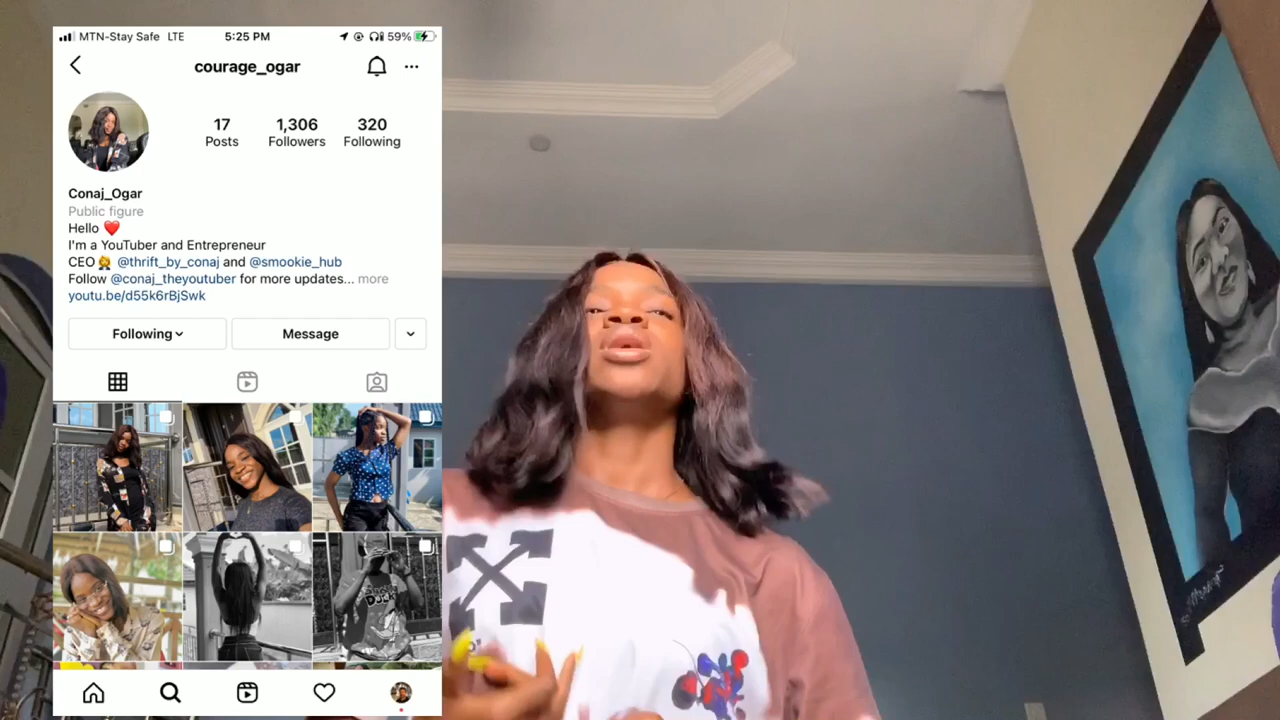 MTN-Stay Safe LTE 5:25 PM 59%
courage_ogar
17 1,306 320
Posts Followers Following
Conaj_Ogar
Public figure
Hello ❤️
I'm a YouTuber and Entrepreneur
CEO @thrift_by_conaj and @smookie_hub
Follow @conaj_theyoutuber for more updates... more
youtu.be/d55k6rBjSwk
Following Message